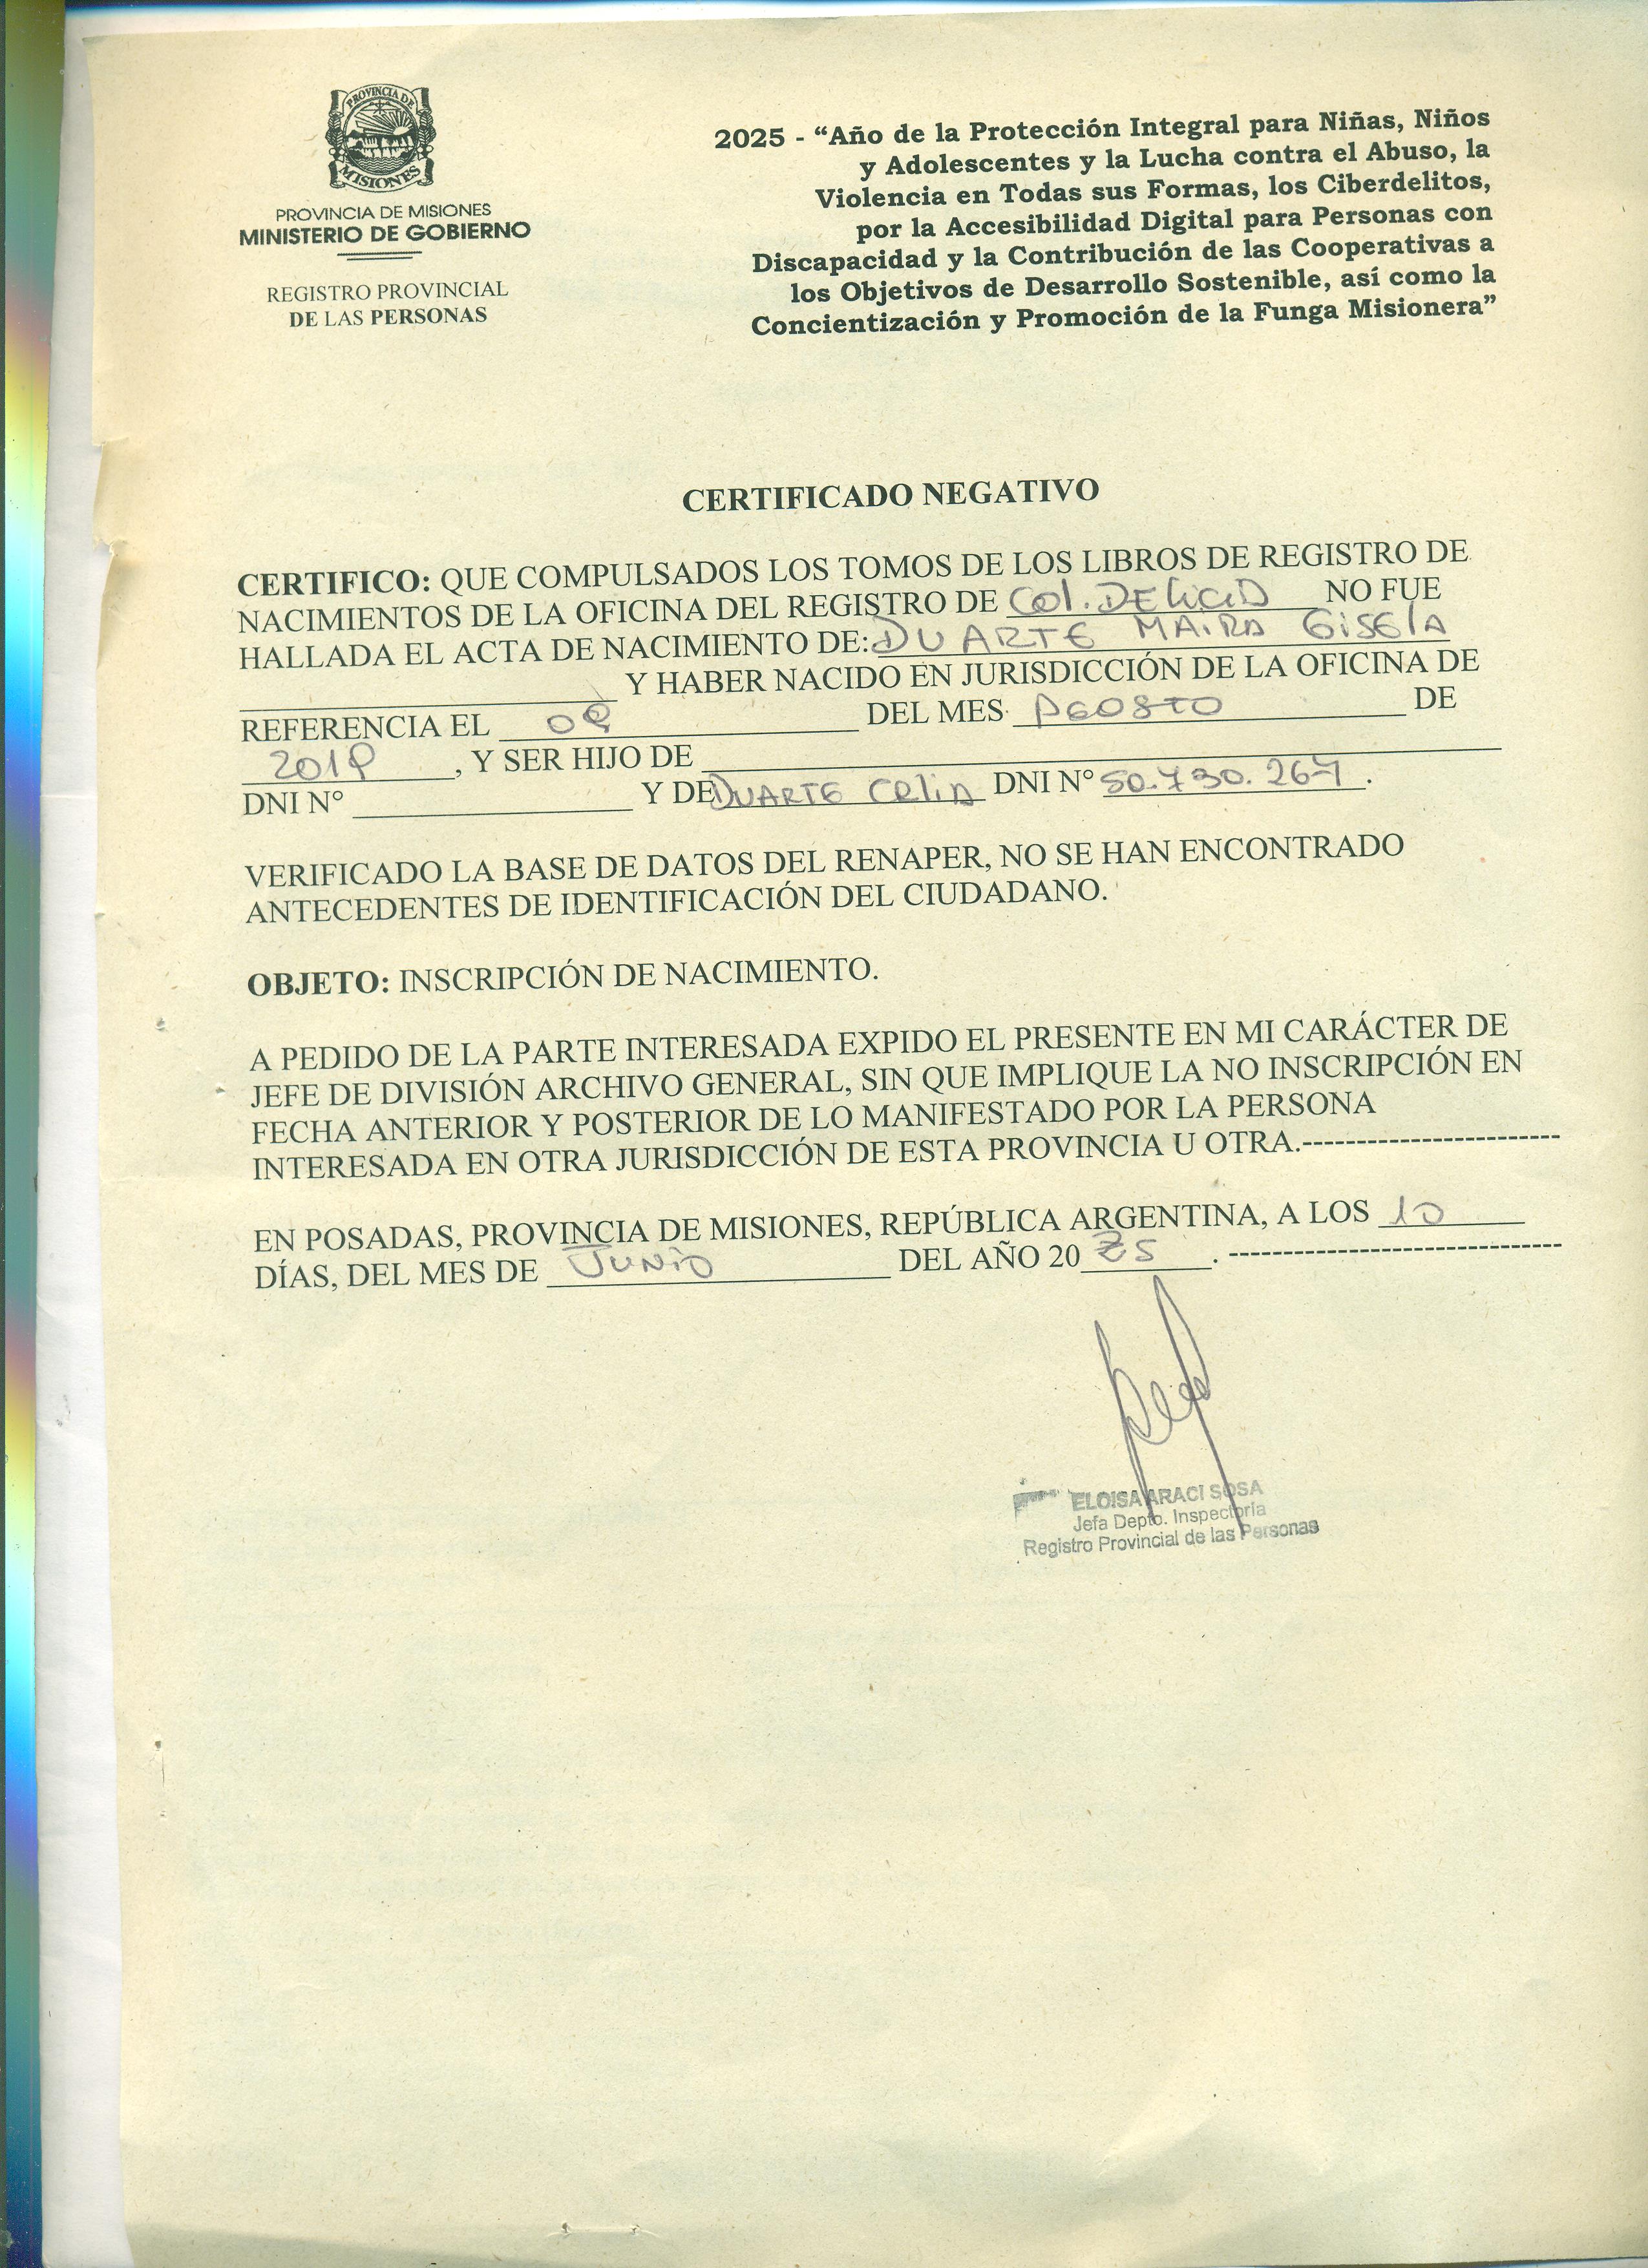 PROVINCIA DE
MISIONES
PROVINCIA DE MISIONES
MINISTERIO DE GOBIERNO
REGISTRO PROVINCIAL
DE LAS PERSONAS
2025 - “Año de la Protección Integral para Niñas, Niños
y Adolescentes y la Lucha contra el Abuso, la
Violencia en Todas sus Formas, los Ciberdelitos,
por la Accesibilidad Digital para Personas con
Discapacidad y la Contribución de las Cooperativas a
los Objetivos de Desarrollo Sostenible, así como la
Concientización y Promoción de la Funga Misionera”
CERTIFICADO NEGATIVO
CERTIFICO: QUE COMPULSADOS LOS TOMOS DE LOS LIBROS DE REGISTRO DE
NACIMIENTOS DE LA OFICINA DEL REGISTRO DE Col. DELICIA NO FUE
HALLADA EL ACTA DE NACIMIENTO DE: DUARTE MAIRA GISELA
Y HABER NACIDO EN JURISDICCIÓN DE LA OFICINA DE
REFERENCIA EL DEL MES AGOSTO DE
, Y SER HIJO DE
DNI N° Y DE DUARTE CELIA DNI N° 50.730.267.
VERIFICADO LA BASE DE DATOS DEL RENAPER, NO SE HAN ENCONTRADO
ANTECEDENTES DE IDENTIFICACIÓN DEL CIUDADANO.
OBJETO: INSCRIPCIÓN DE NACIMIENTO.
A PEDIDO DE LA PARTE INTERESADA EXPIDO EL PRESENTE EN MI CARÁCTER DE
JEFE DE DIVISIÓN ARCHIVO GENERAL, SIN QUE IMPLIQUE LA NO INSCRIPCIÓN EN
FECHA ANTERIOR Y POSTERIOR DE LO MANIFESTADO POR LA PERSONA
INTERESADA EN OTRA JURISDICCIÓN DE ESTA PROVINCIA U OTRA.------------------------
EN POSADAS, PROVINCIA DE MISIONES, REPÚBLICA ARGENTINA, A LOS 10
DÍAS, DEL MES DE JUNIO DEL AÑO 2025. -------------------------------
ELOISA ARACI SOSA
Jefa Depto. Inspectoría
Registro Provincial de las Personas